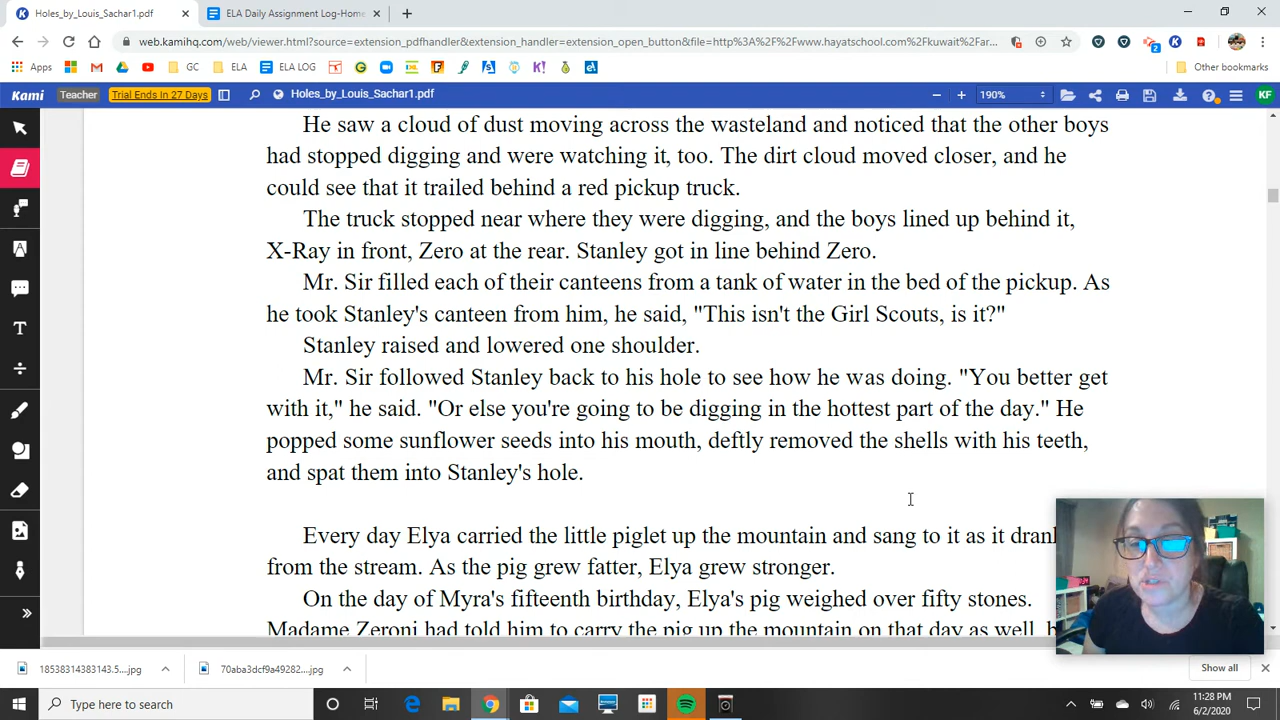 Holes_by_Louis_Sachar1.pdf
ELA Daily Assignment Log-Home
web.kamihq.com/web/viewer.html?source=extension_pdfhandler&extension_handler=extension_open_button&file=http%3A%2F%2Fwww.hayatschool.com%2Fkuwait%2Far...
Apps GC ELA ELA LOG Other bookmarks
Kami Teacher Trial Ends In 27 Days Holes_by_Louis_Sachar1.pdf 190% KF
He saw a cloud of dust moving across the wasteland and noticed that the other boys
had stopped digging and were watching it, too. The dirt cloud moved closer, and he
could see that it trailed behind a red pickup truck.
The truck stopped near where they were digging, and the boys lined up behind it,
X-Ray in front, Zero at the rear. Stanley got in line behind Zero.
Mr. Sir filled each of their canteens from a tank of water in the bed of the pickup. As
he took Stanley's canteen from him, he said, "This isn't the Girl Scouts, is it?"
Stanley raised and lowered one shoulder.
Mr. Sir followed Stanley back to his hole to see how he was doing. "You better get
with it," he said. "Or else you're going to be digging in the hottest part of the day." He
popped some sunflower seeds into his mouth, deftly removed the shells with his teeth,
and spat them into Stanley's hole.
Every day Elya carried the little piglet up the mountain and sang to it as it drank
from the stream. As the pig grew fatter, Elya grew stronger.
On the day of Myra's fifteenth birthday, Elya's pig weighed over fifty stones.
Madame Zeroni had told him to carry the pig up the mountain on that day as well, b
18538314383143.5....jpg
70aba3dcf9a49282....jpg
Show all
Type here to search
11:28 PM
6/2/2020